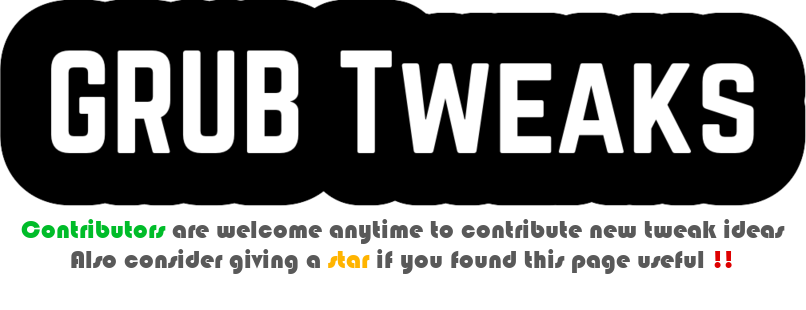 GRUB TWEAKS
Contributors are welcome anytime to contribute new tweak ideas
Also consider giving a star if you found this page useful !!